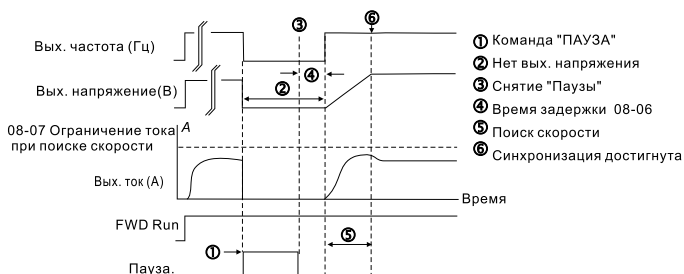 ③
⑥
Вых. частота (Гц)
④
②
Вых. напряжение(В)
08-07 Ограничение тока
при поиске скорости
А
Вых. ток (А)
Время
FWD Run
⑤
①
Пауза.
① Команда "ПАУЗА"
② Нет вых. напряжения
③ Снятие "Паузы"
④ Время задержки 08-06
⑤ Поиск скорости
⑥ Синхронизация достигнута